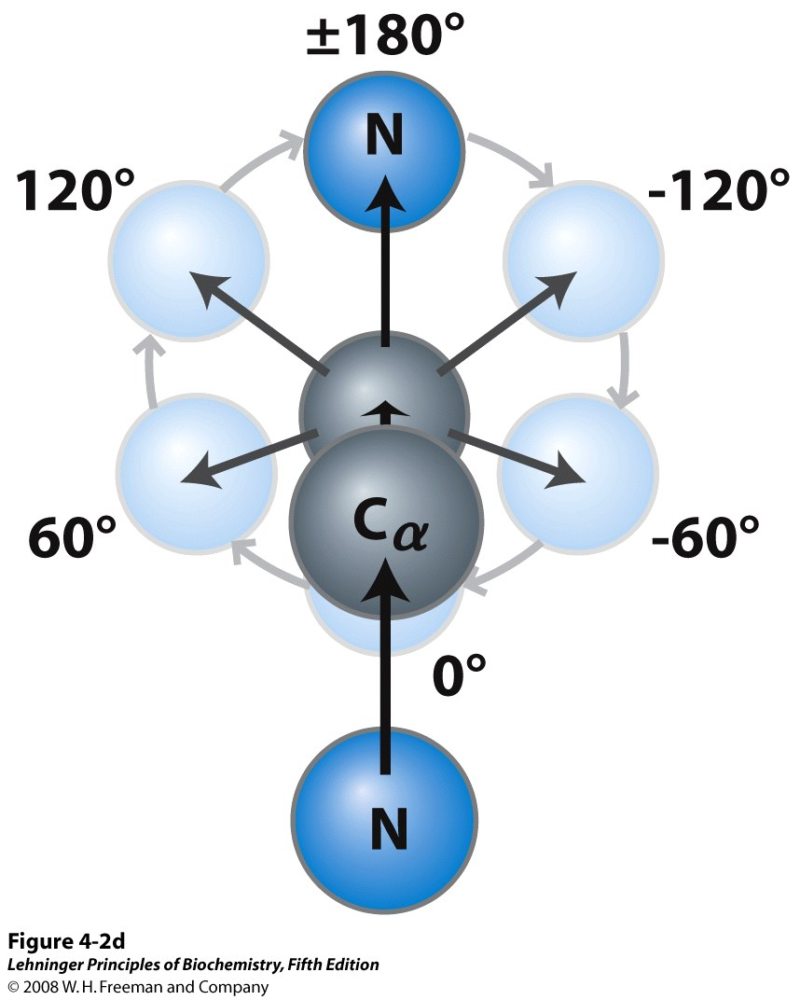 ±180°
N
120°
-120°
Cα
60°
-60°
0°
N
Figure 4-2d
Lehninger Principles of Biochemistry, Fifth Edition
© 2008 W. H. Freeman and Company